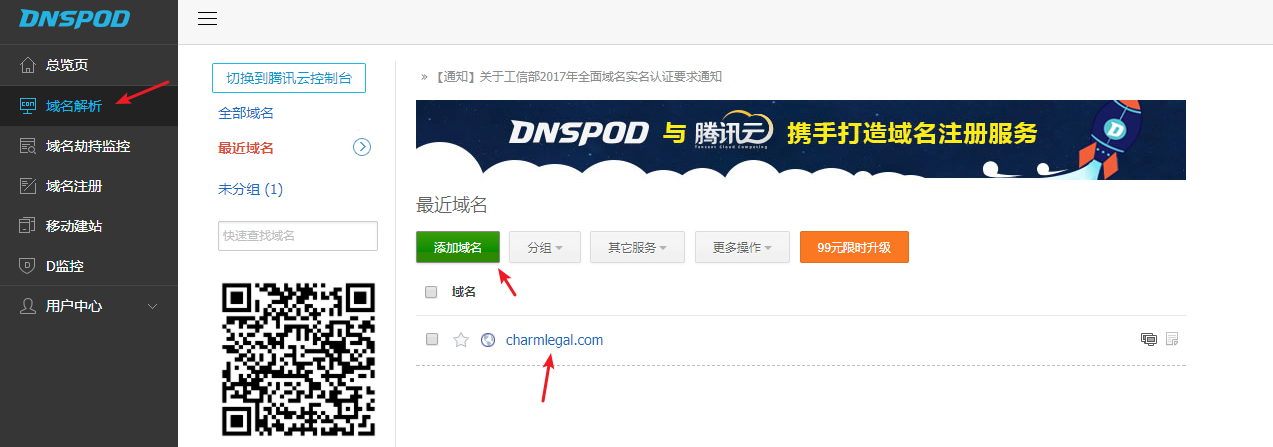 DNSPOD
总览页
域名解析
域名劫持监控
域名注册
移动建站
D监控
用户中心
切换到腾讯云控制台
全部域名
最近域名
未分组 (1)
快速查找域名
» 【通知】关于工信部2017年全面域名实名认证要求通知
DNSPOD 与 腾讯云 携手打造域名注册服务
Tencent Cloud Computing
最近域名
添加域名 分组 其它服务 更多操作 99元限时升级
域名
charmlegal.com